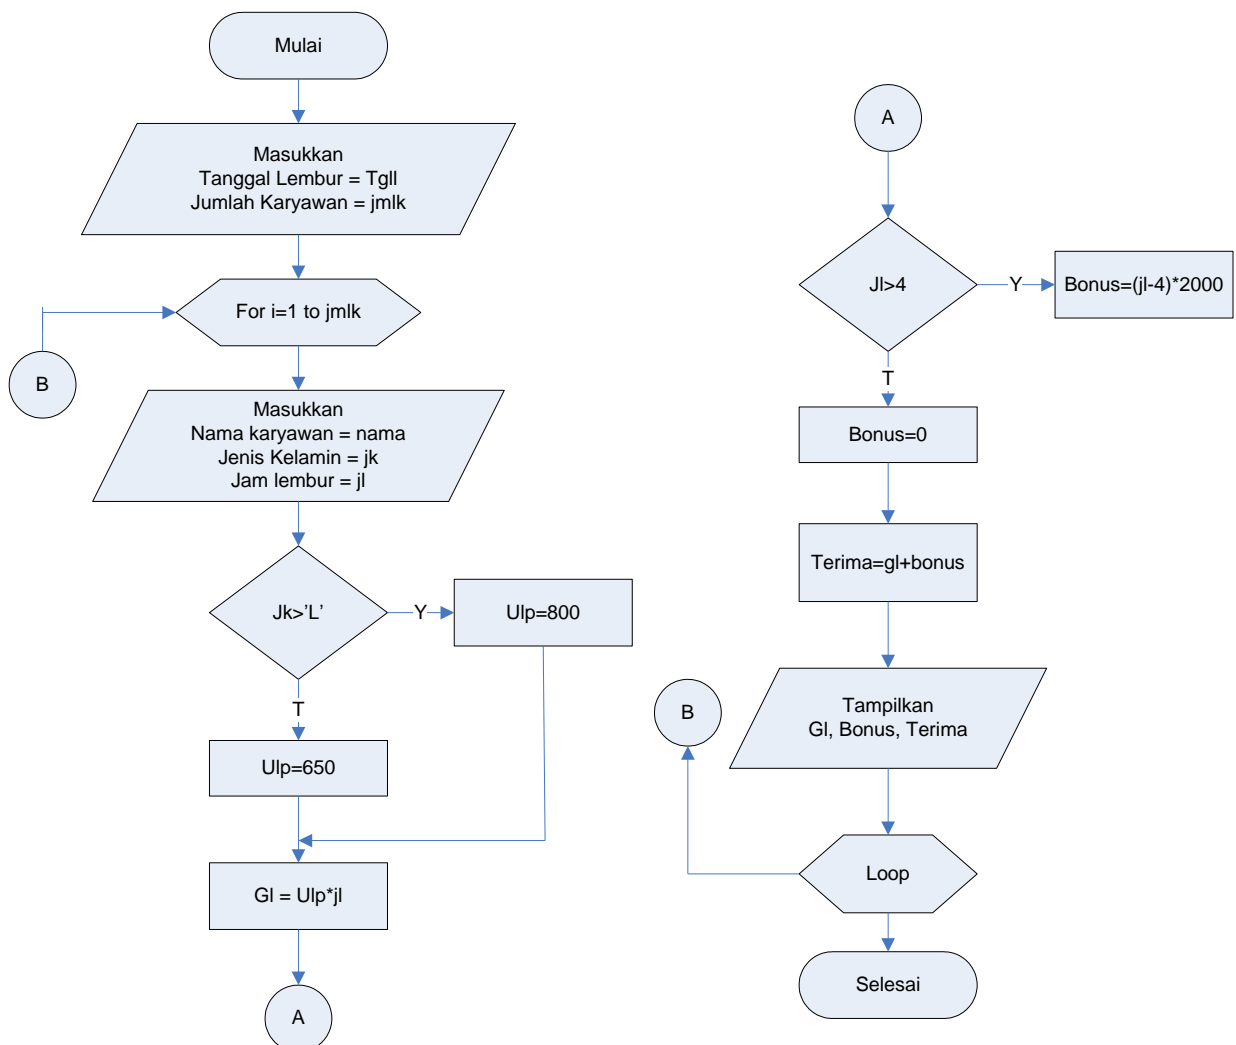 Mulai
Masukkan
Tanggal Lembur = Tgll
Jumlah Karyawan = jmlk
For i=1 to jmlk
B
Masukkan
Nama karyawan = nama
Jenis Kelamin = jk
Jam lembur = jl
Jk>’L’
Y
Ulp=800
T
Ulp=650
Gl = Ulp*jl
A
A
Jl>4
Y
Bonus=(jl-4)*2000
T
Bonus=0
Terima=gl+bonus
Tampilkan
Gl, Bonus, Terima
B
Loop
Selesai